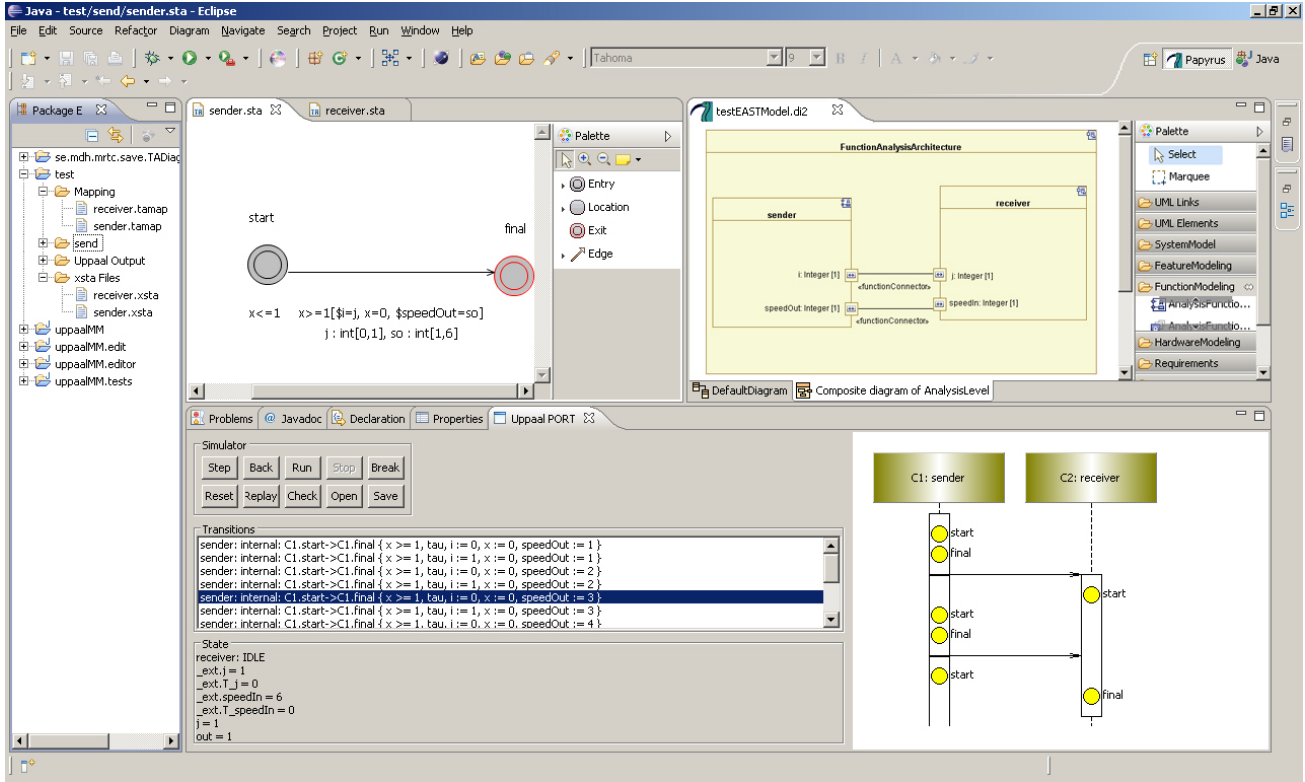 Java - test/send/sender.sta - Eclipse
File Edit Source Refactor Diagram Navigate Search Project Run Window Help
Tahoma 9 B I A
Papyrus Java
Package E
se.mdh.mrtc.save.TADiag
test
Mapping
receiver.tamap
sender.tamap
send
Uppaal Output
xsta Files
receiver.xsta
sender.xsta
uppaalMM
uppaalMM.edit
uppaalMM.editor
uppaalMM.tests
sender.sta receiver.sta
start
final
x<=1 x>=1[$i=j, x=0, $speedOut=so]
j : int[0,1], so : int[1,6]
Palette
Entry
Location
Exit
Edge
testEASTModel.di2
FunctionAnalysisArchitecture
sender
receiver
i: Integer [1]
j: Integer [1]
«functionConnector»
speedOut: Integer [1]
speedIn: Integer [1]
«functionConnector»
DefaultDiagram Composite diagram of AnalysisLevel
Palette
Select
Marquee
UML Links
UML Elements
SystemModel
FeatureModeling
FunctionModeling
AnalysisFunctio...
AnalysisFunctio...
HardwareModeling
Requirements
Problems Javadoc Declaration Properties Uppaal PORT
Simulator
Step Back Run Stop Break
Reset Replay Check Open Save
Transitions
sender: internal: C1.start->C1.final { x >= 1, tau, i := 0, x := 0, speedOut := 1 }
sender: internal: C1.start->C1.final { x >= 1, tau, i := 1, x := 0, speedOut := 1 }
sender: internal: C1.start->C1.final { x >= 1, tau, i := 0, x := 0, speedOut := 2 }
sender: internal: C1.start->C1.final { x >= 1, tau, i := 1, x := 0, speedOut := 2 }
sender: internal: C1.start->C1.final { x >= 1, tau, i := 0, x := 0, speedOut := 3 }
sender: internal: C1.start->C1.final { x >= 1, tau, i := 1, x := 0, speedOut := 3 }
sender: internal: C1.start->C1.final { x >= 1, tau, i := 0, x := 0, speedOut := 4 }
State
receiver: IDLE
_ext.j = 1
_ext.T_j = 0
_ext.speedIn = 6
_ext.T_speedIn = 0
j = 1
out = 1
C1: sender
C2: receiver
start
final
start
start
final
start
final